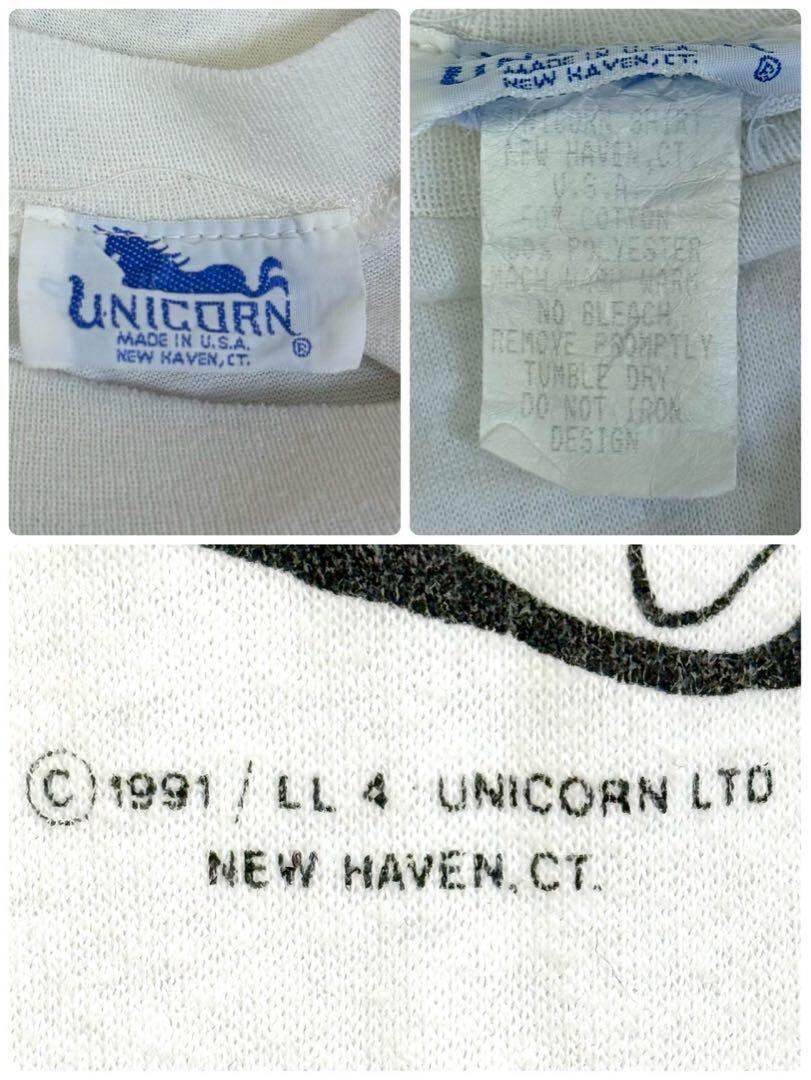 UNICORN
MADE IN U.S.A.
NEW HAVEN, CT.
®
MADE IN U.S.A.
NEW HAVEN, CT.
®
UNICORN SHIRT
NEW HAVEN, CT.
U.S.A.
50% COTTON
50% POLYESTER
MACH.WASH WARM
NO BLEACH
REMOVE PROMPTLY
TUMBLE DRY
DO NOT IRON
DESIGN
© 1991 / LL 4 UNICORN LTD
NEW HAVEN, CT.